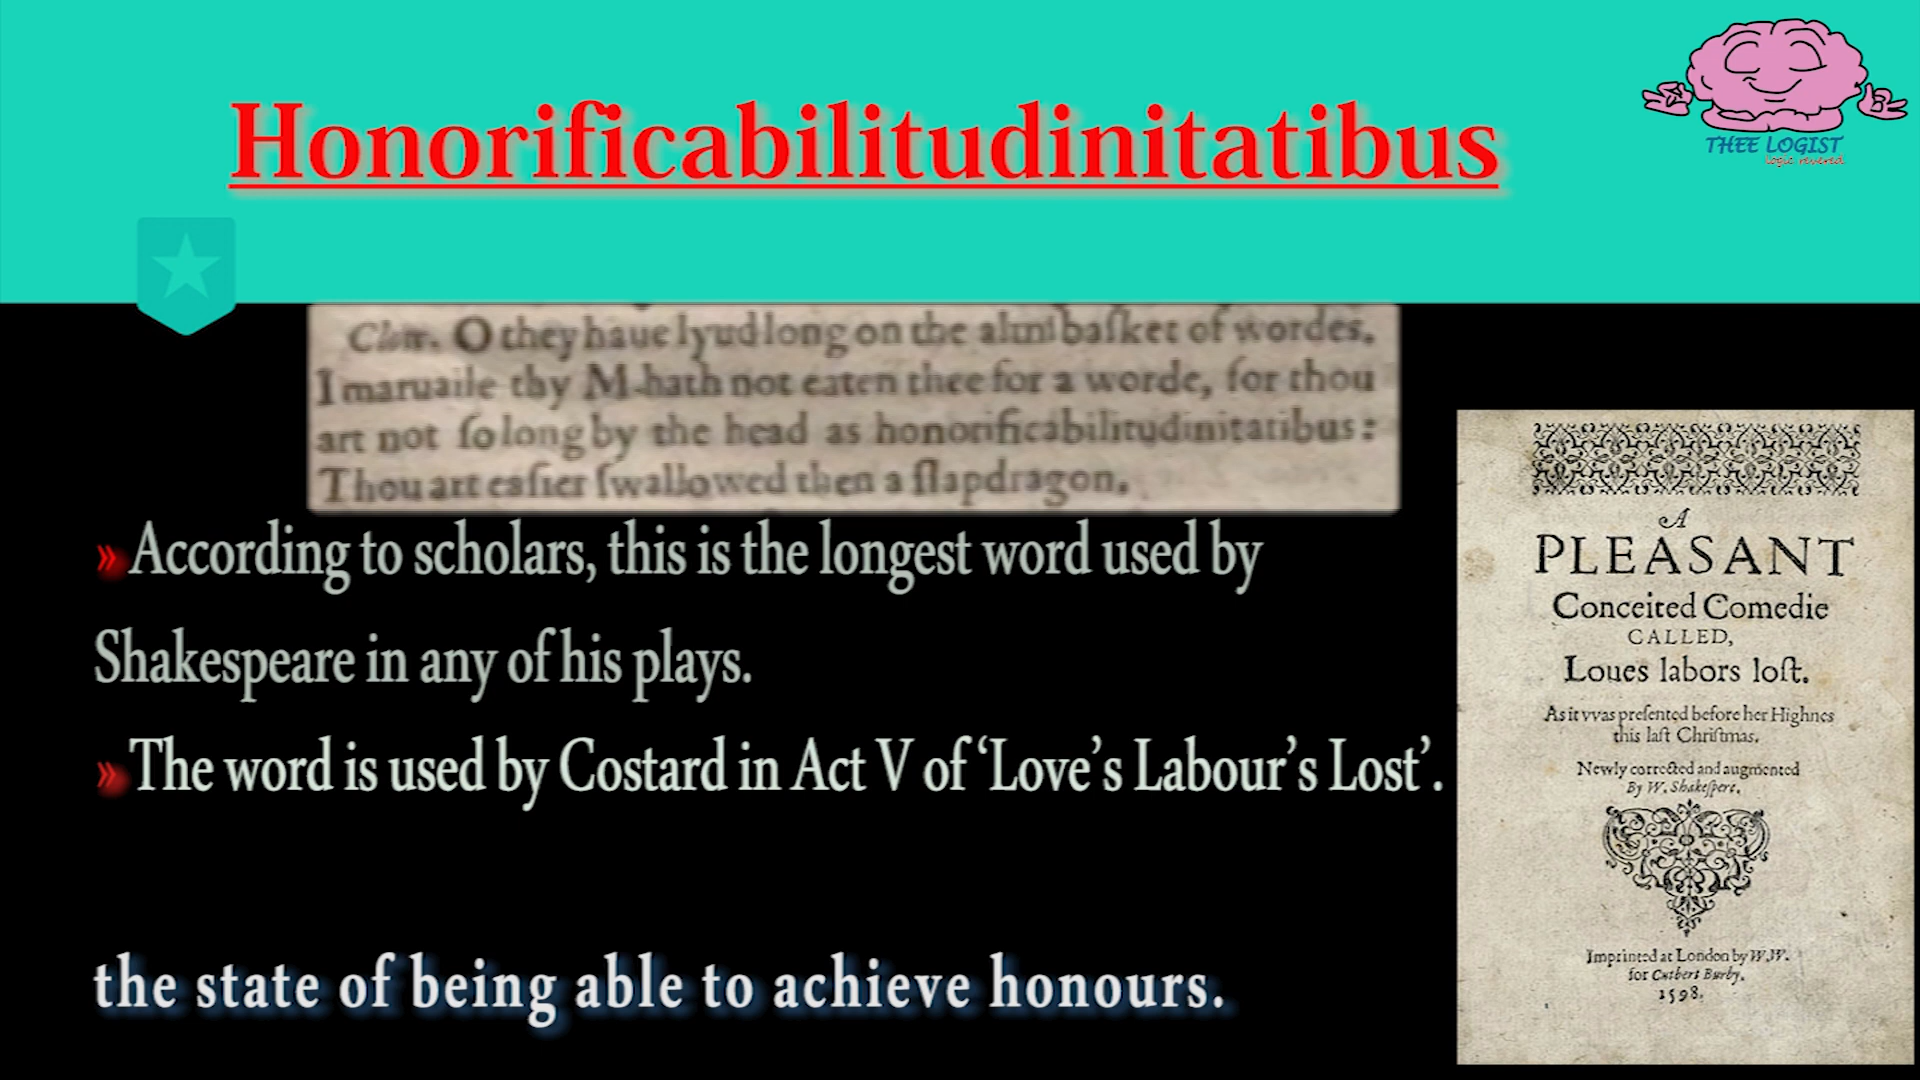 Honorificabilitudinitatibus
THEE LOGIST
logic revered
Clow. O they haue lyud long on the almsbasket of wordes.
I maruaile thy M. hath not eaten thee for a worde, for thou
art not ſo long by the head as honorificabilitudinitatibus:
Thou art eaſier ſwallowed then a flapdragon.
» According to scholars, this is the longest word used by
Shakespeare in any of his plays.
» The word is used by Costard in Act V of ‘Love’s Labour’s Lost’.
the state of being able to achieve honours.
A
PLEASANT
Conceited Comedie
CALLED,
Loues labors loſt.
As it vvas preſented before her Highnes
this laſt Chriſtmas.
Newly corrected and augmented
By W. Shakeſpere.
Imprinted at London by W.W.
for Cutbert Burby.
1598.